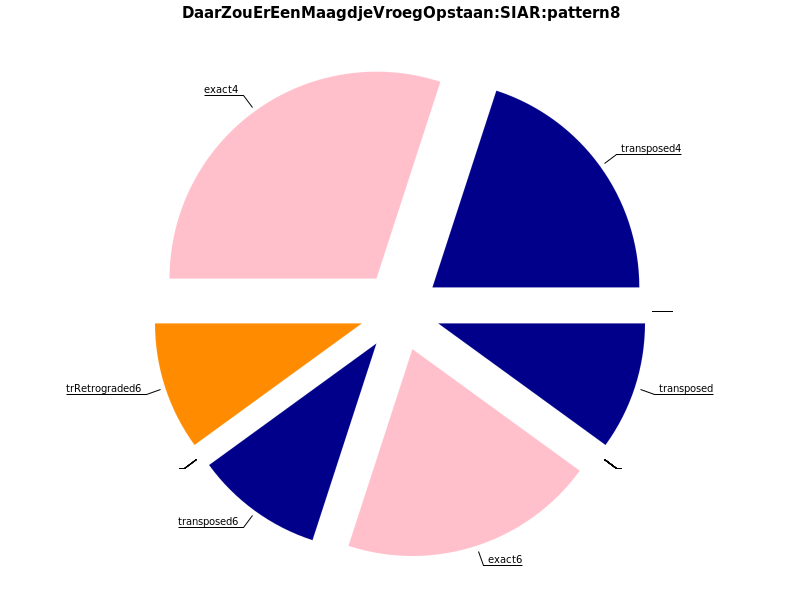 DaarZouErEenMaagdjeVroegOpstaan:SIAR:pattern8
exact4
transposed4
trRetrograded6
transposed
transposed6
exact6